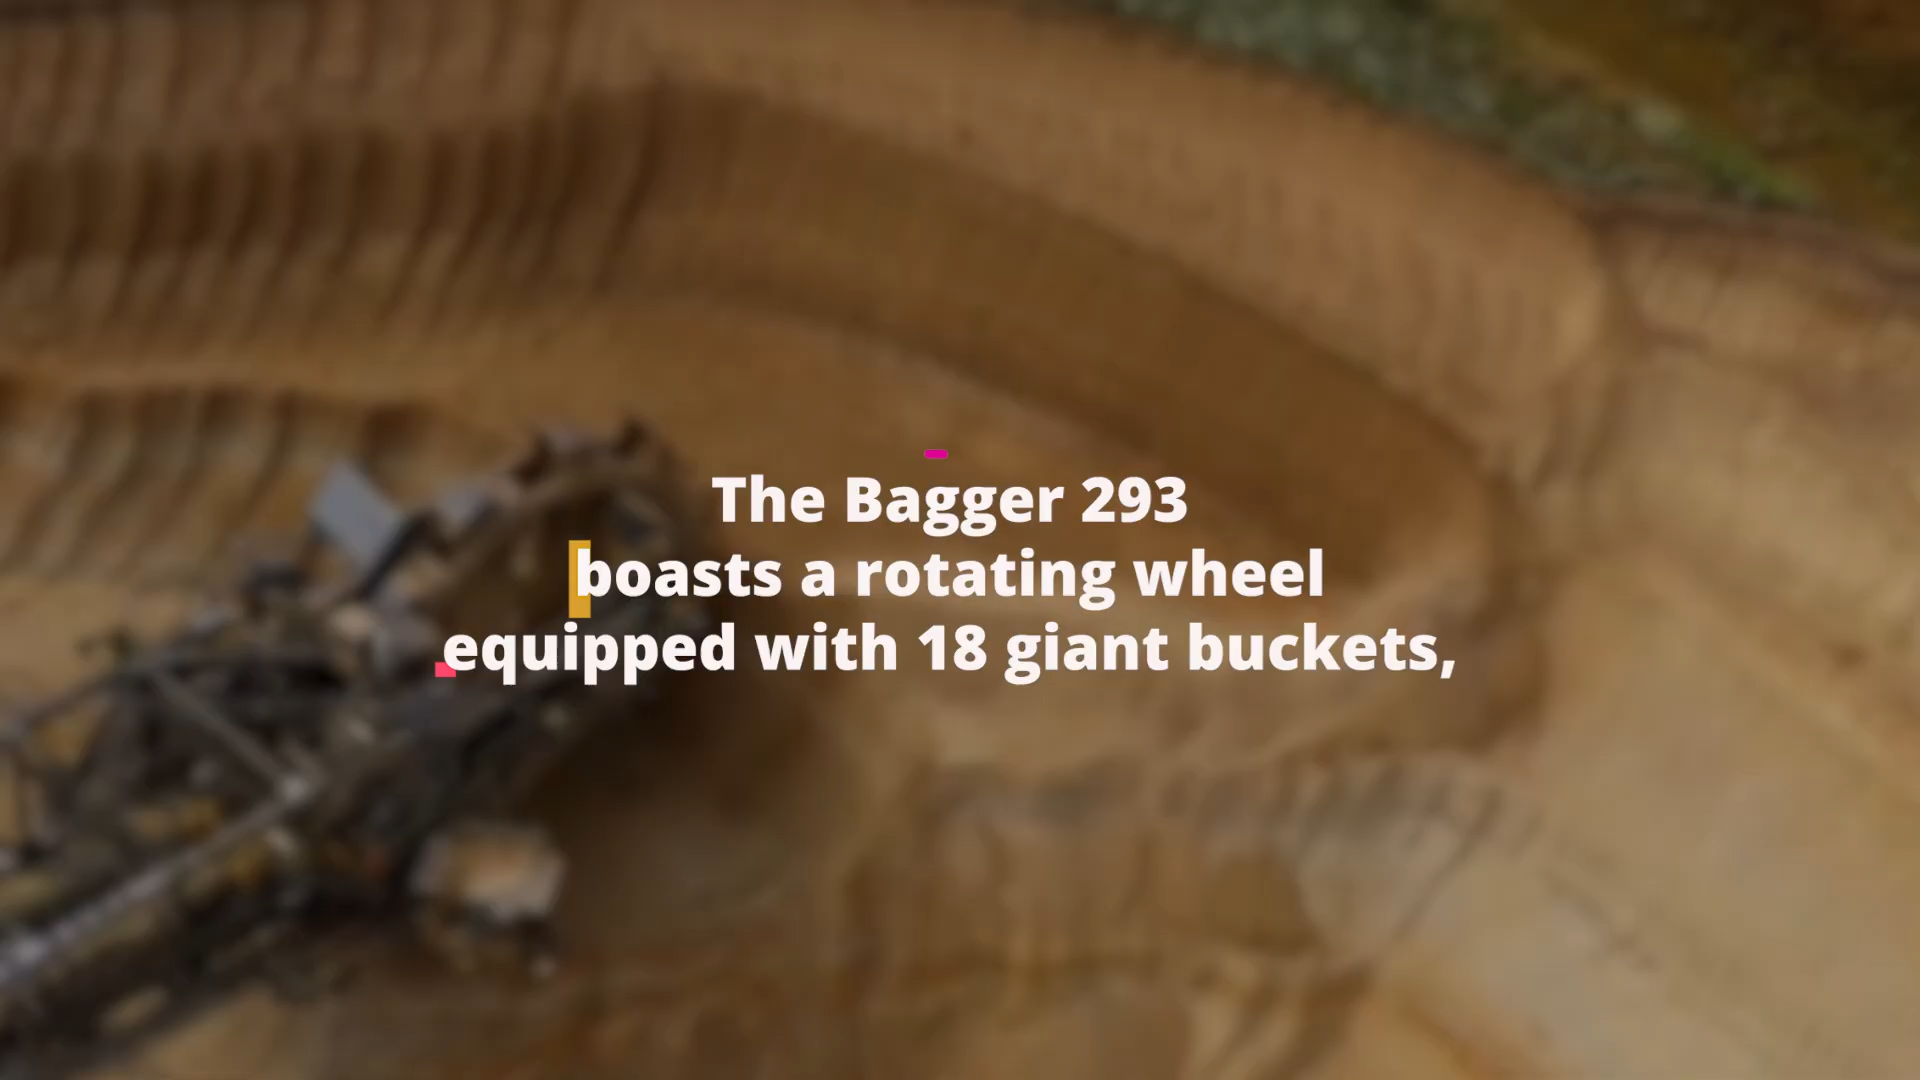 The Bagger 293
boasts a rotating wheel
equipped with 18 giant buckets,